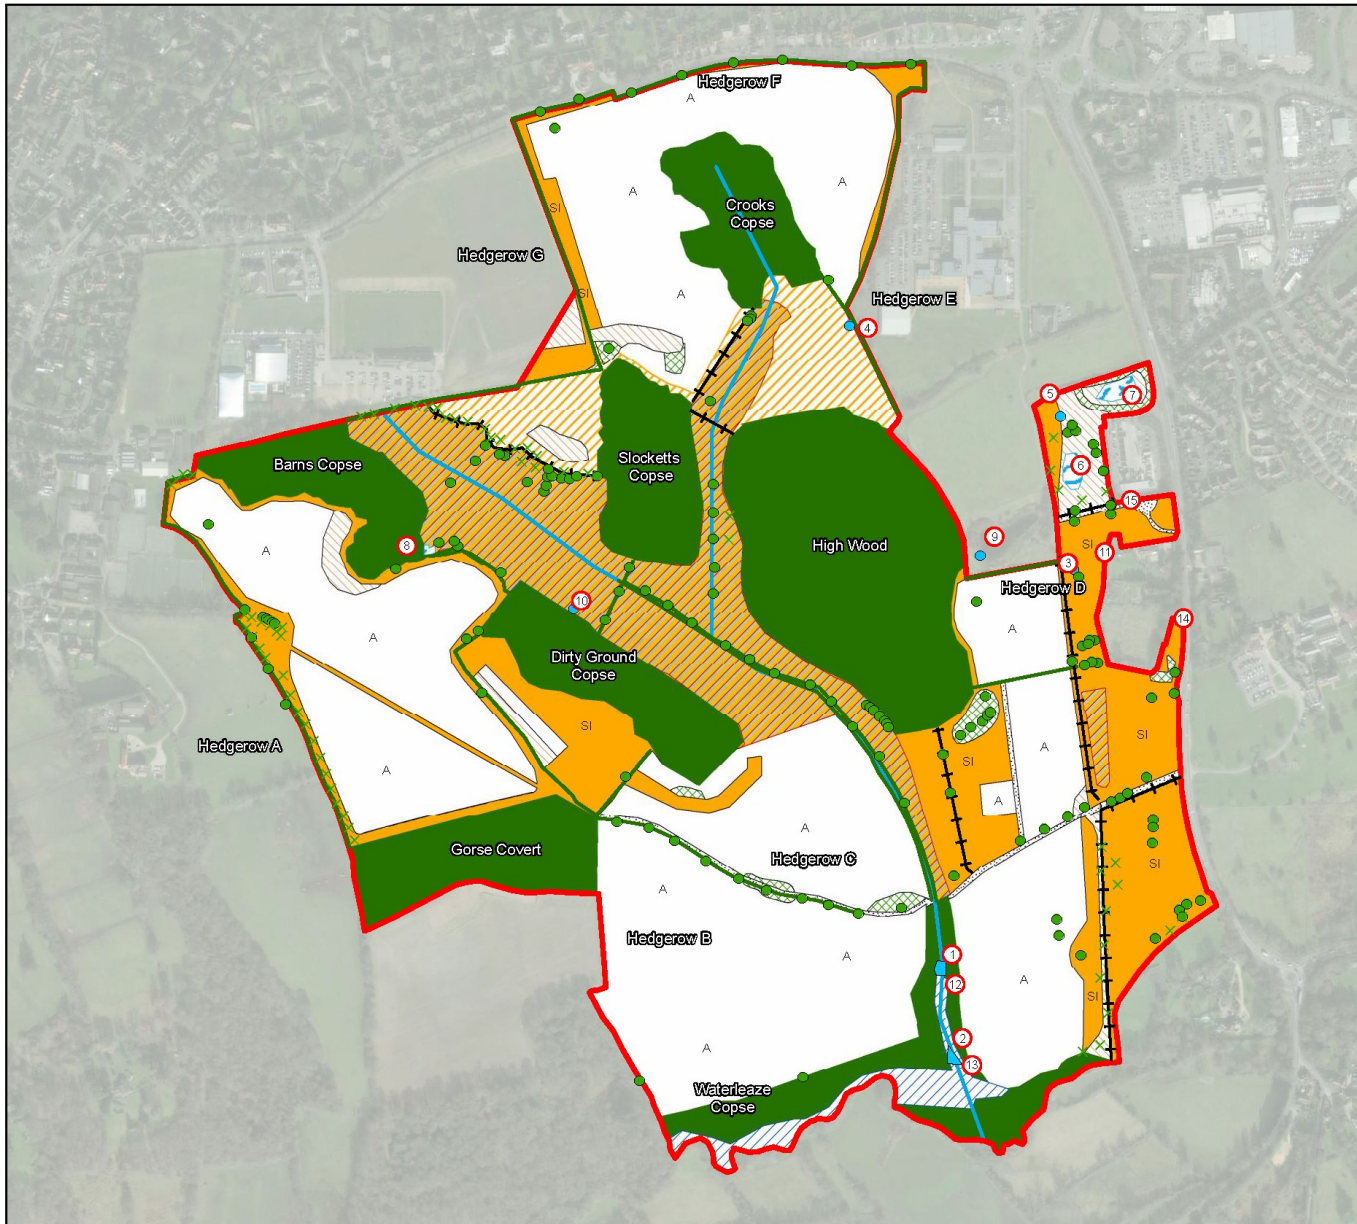 Hedgerow F
A
A
A
Crooks
Copse
SI
Hedgerow G
SI
A
Hedgerow E
4
5
7
Barns Copse
Slocketts
Copse
6
15
8
A
High Wood
9
SI
11
3
Hedgerow D
10
A
14
A
Dirty Ground
Copse
Hedgerow A
SI
A
SI
A
SI
A
A
Gorse Covert
Hedgerow C
SI
A
Hedgerow B
1
A
12
A
SI
2
A
13
Waterleaze
Copse